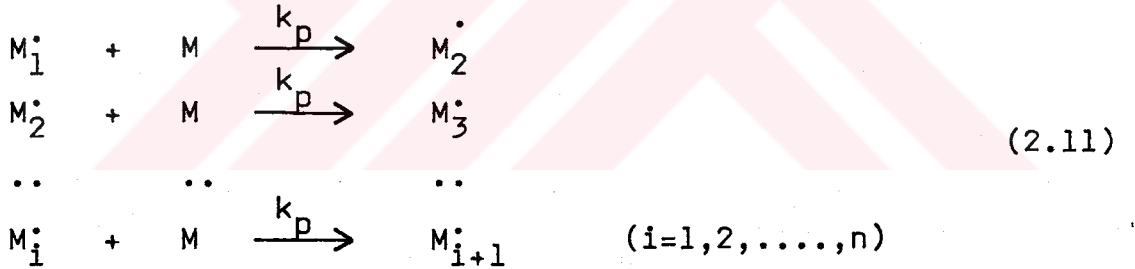 M₁• + M —kp→ M₂•
M₂• + M —kp→ M₃•
(2.11)
.. .. ..
Mᵢ• + M —kp→ Mᵢ₊₁• (i=1,2,....,n)